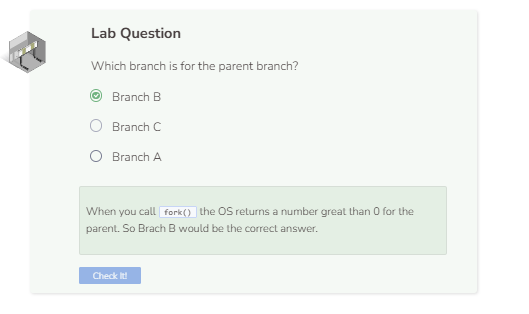 Lab Question
Which branch is for the parent branch?
Branch B
Branch C
Branch A
When you call fork() the OS returns a number great than 0 for the
parent. So Brach B would be the correct answer.
Check It!